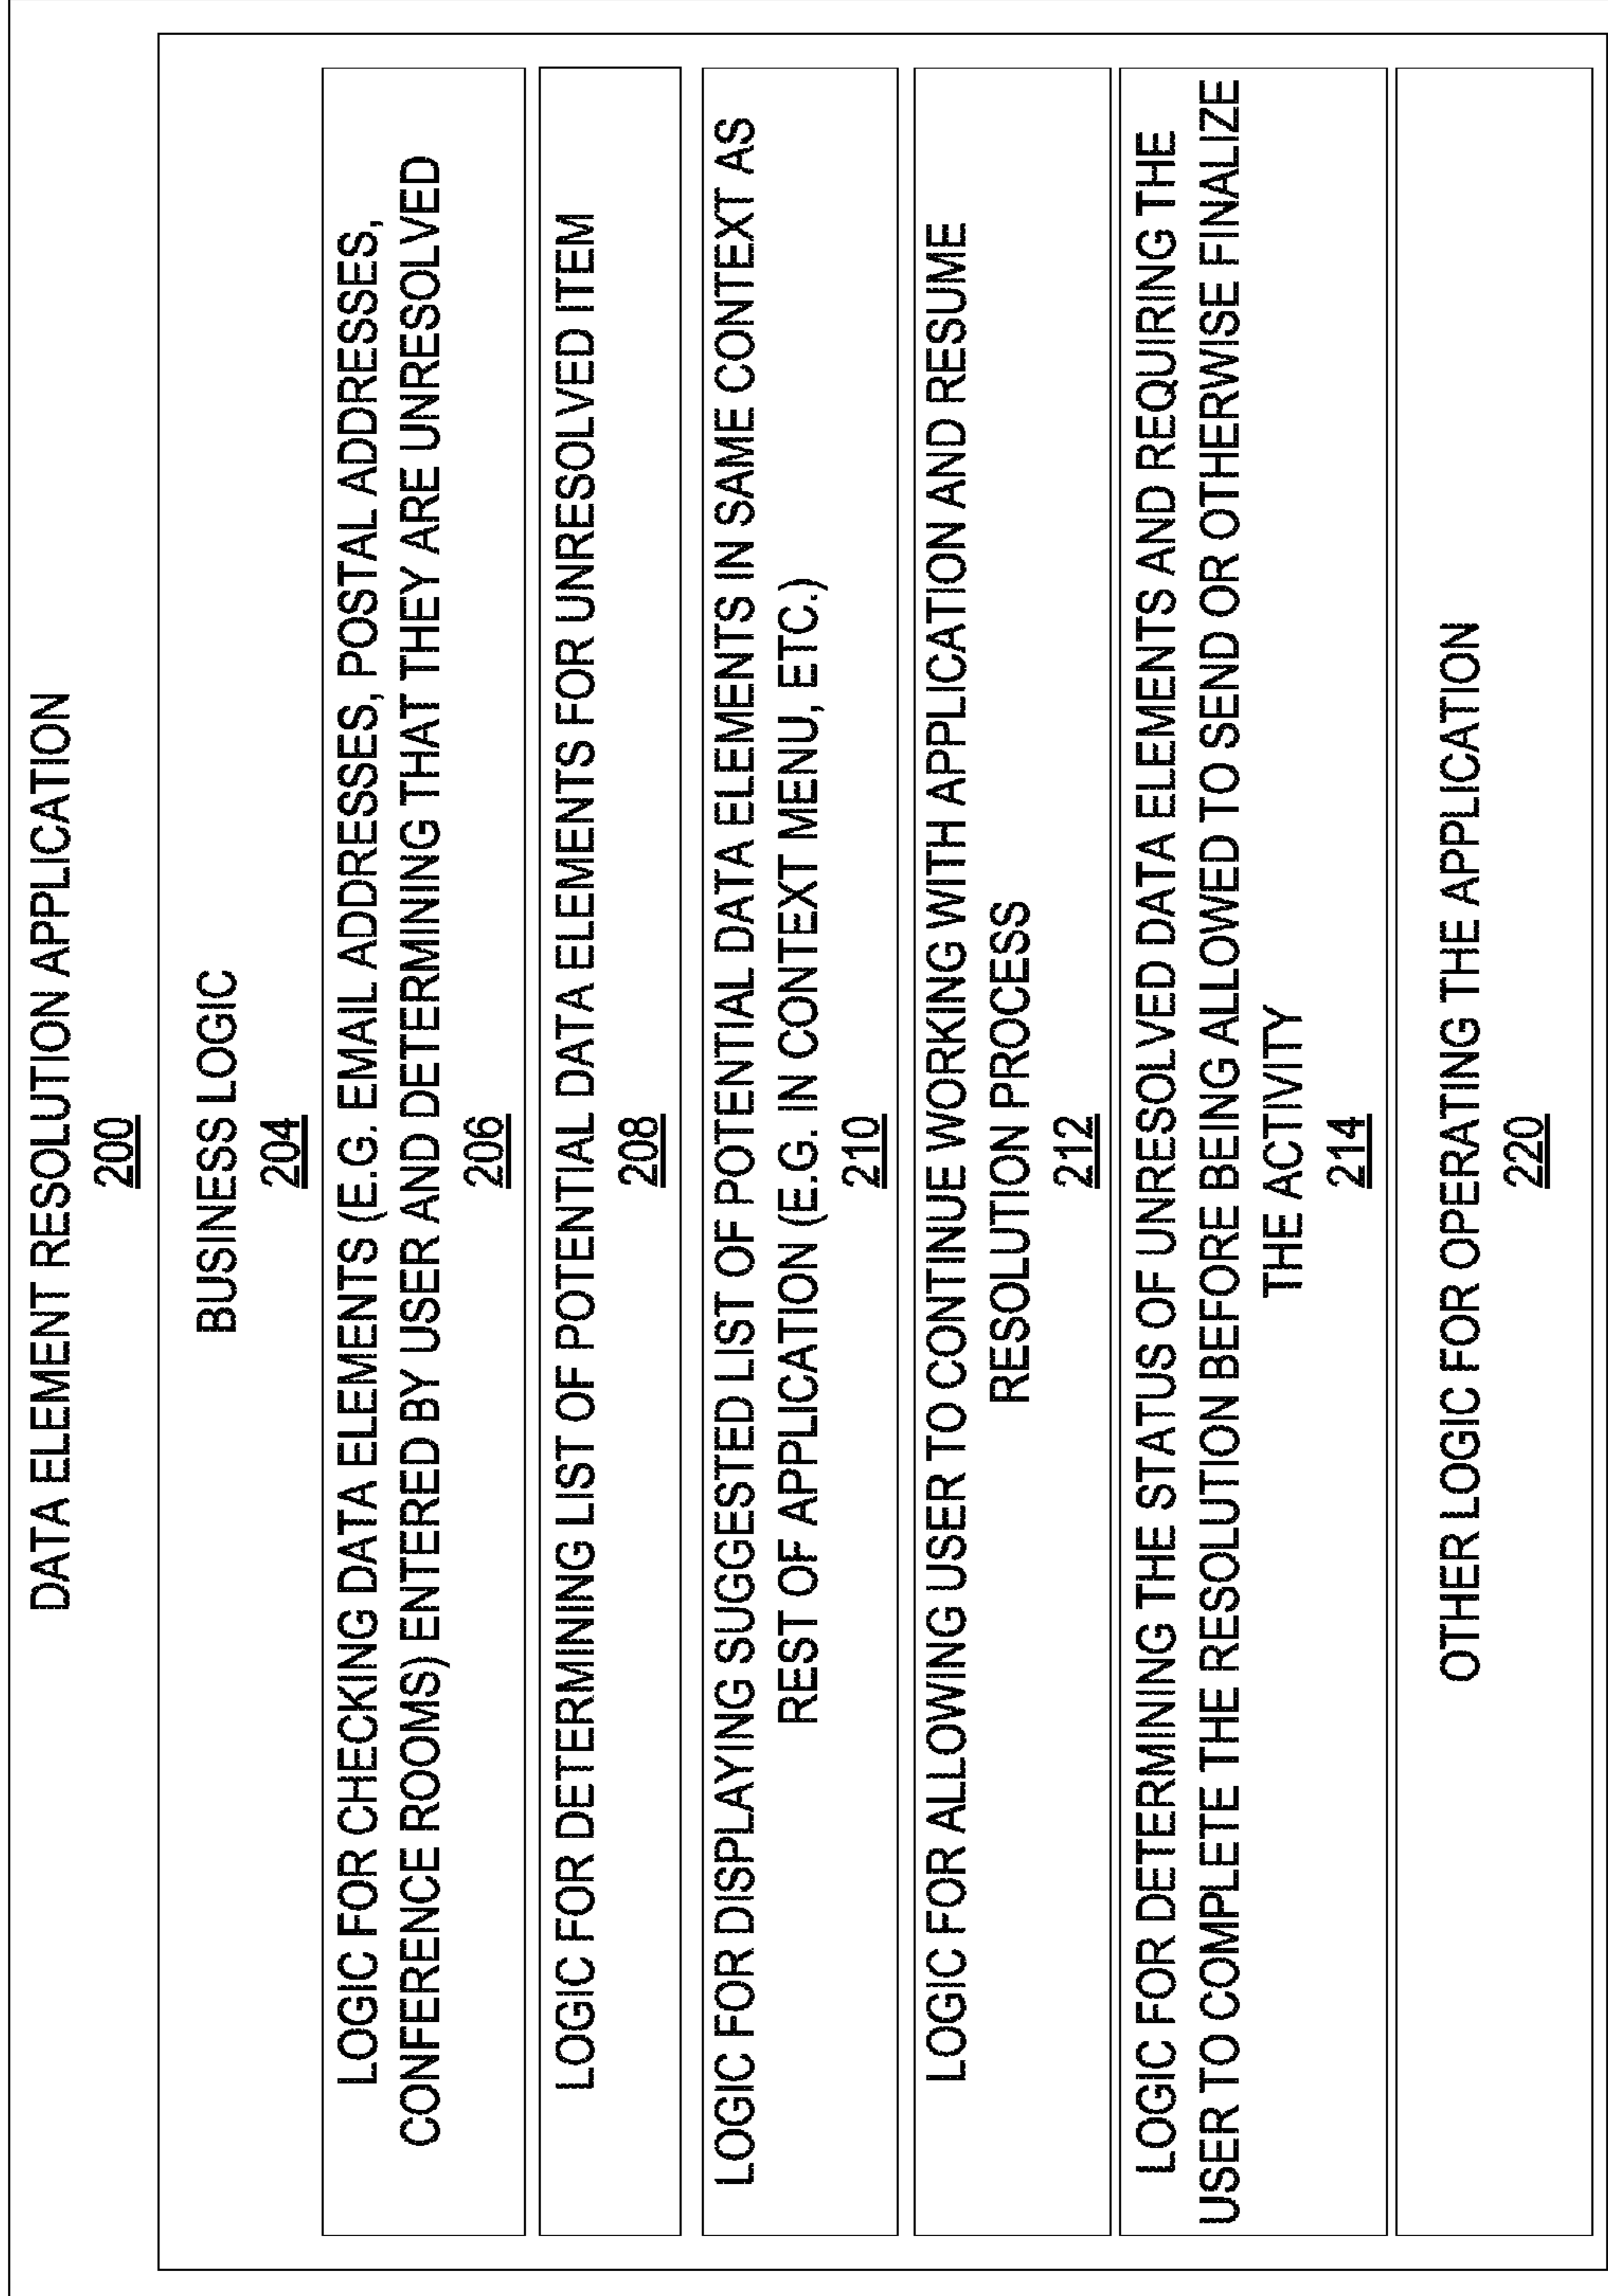 DATA ELEMENT RESOLUTION APPLICATION
200
BUSINESS LOGIC
204
LOGIC FOR CHECKING DATA ELEMENTS (E.G. EMAIL ADDRESSES, POSTAL ADDRESSES,
CONFERENCE ROOMS) ENTERED BY USER AND DETERMINING THAT THEY ARE UNRESOLVED
206
LOGIC FOR DETERMINING LIST OF POTENTIAL DATA ELEMENTS FOR UNRESOLVED ITEM
208
LOGIC FOR DISPLAYING SUGGESTED LIST OF POTENTIAL DATA ELEMENTS IN SAME CONTEXT AS
REST OF APPLICATION (E.G. IN CONTEXT MENU, ETC.)
210
LOGIC FOR ALLOWING USER TO CONTINUE WORKING WITH APPLICATION AND RESUME
RESOLUTION PROCESS
212
LOGIC FOR DETERMINING THE STATUS OF UNRESOLVED DATA ELEMENTS AND REQUIRING THE
USER TO COMPLETE THE RESOLUTION BEFORE BEING ALLOWED TO SEND OR OTHERWISE FINALIZE
THE ACTIVITY
214
OTHER LOGIC FOR OPERATING THE APPLICATION
220